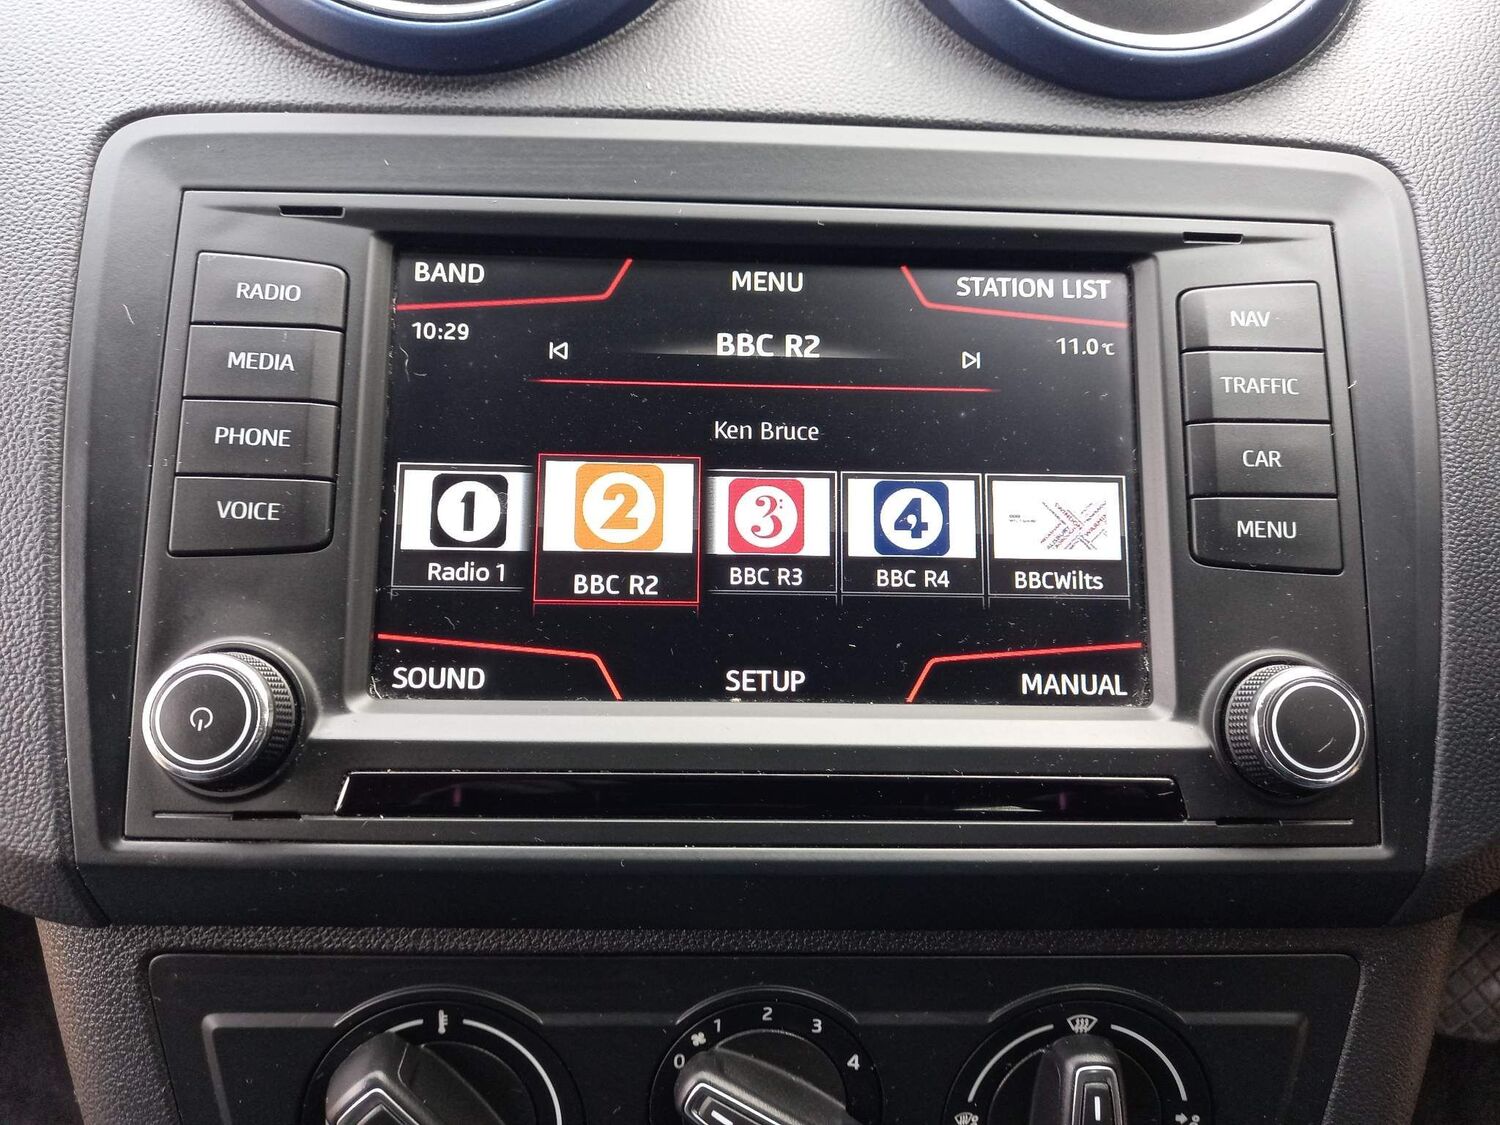 BAND MENU STATION LIST
10:29 BBC R2 11.0℃
Ken Bruce
1 2 3: 4
Radio 1 BBC R2 BBC R3 BBC R4 BBCWilts
SOUND SETUP MANUAL
RADIO
MEDIA
PHONE
VOICE
NAV
TRAFFIC
CAR
MENU
0 1 2 3 4